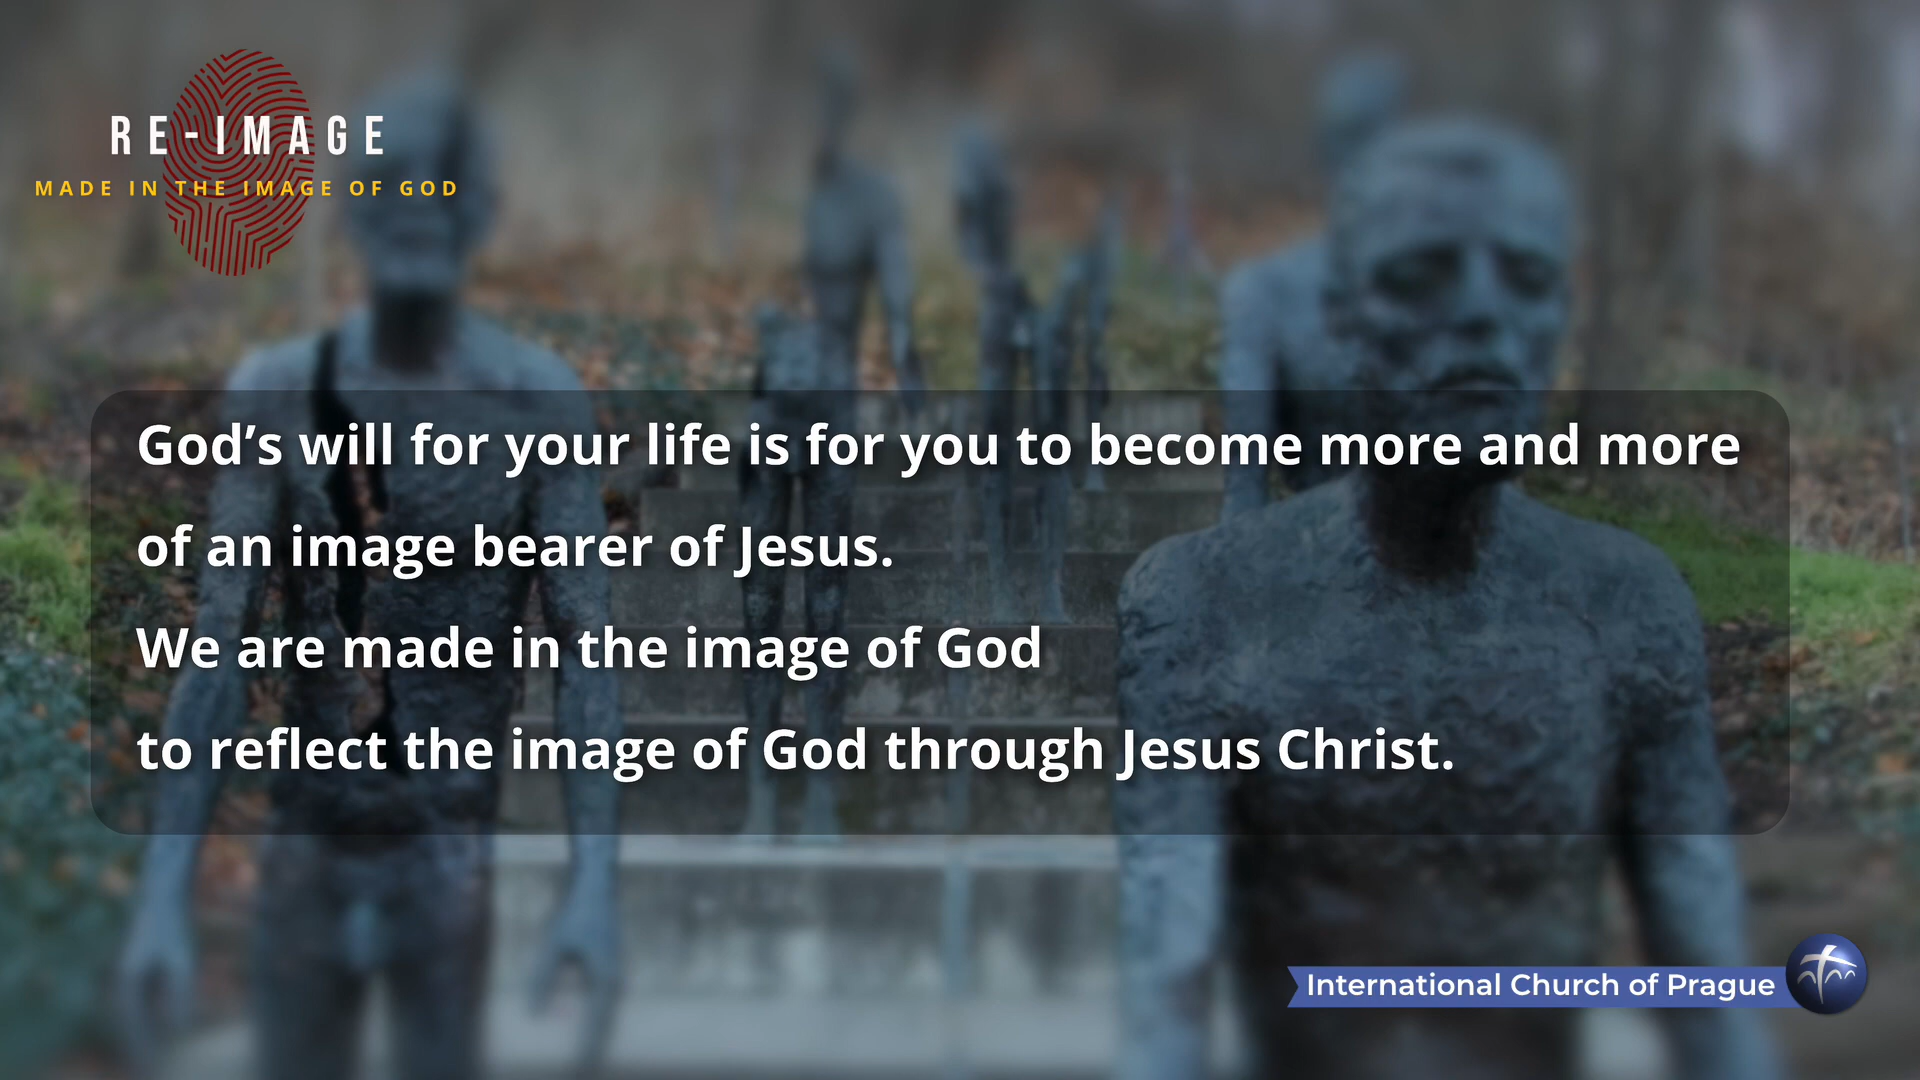 RE-IMAGE
MADE IN THE IMAGE OF GOD
God’s will for your life is for you to become more and more
of an image bearer of Jesus.
We are made in the image of God
to reflect the image of God through Jesus Christ.
International Church of Prague